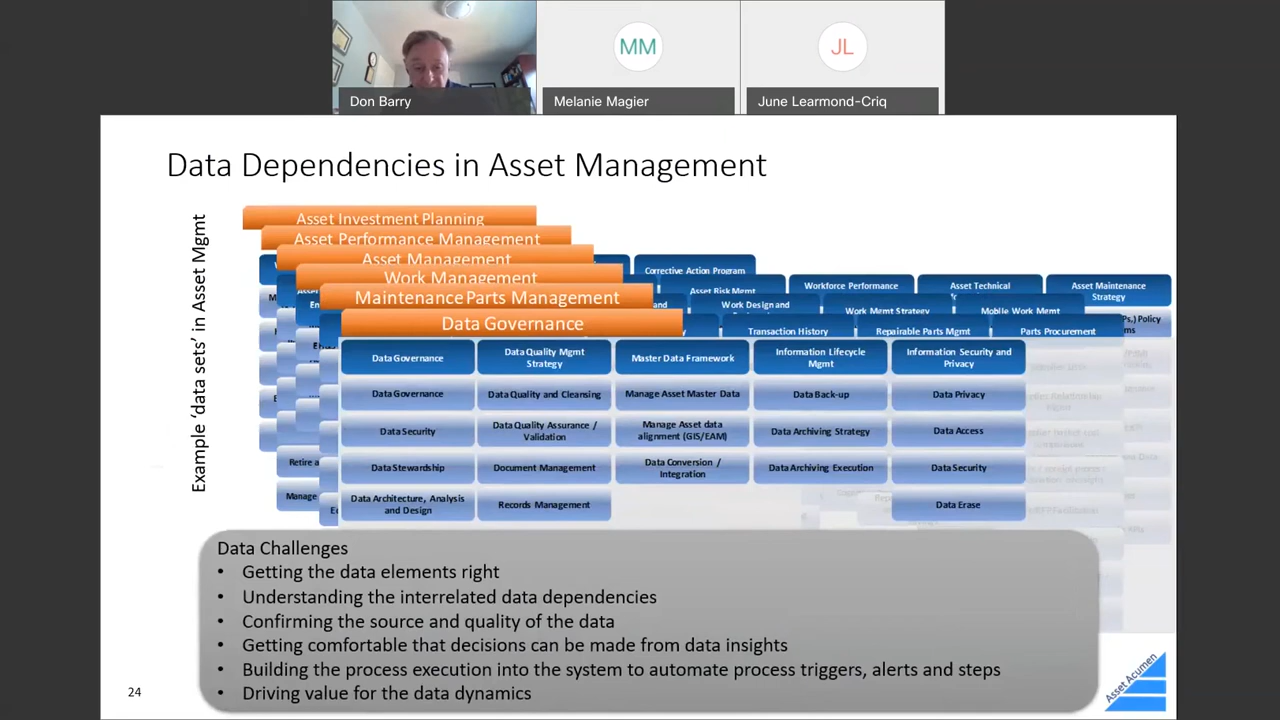 MM
JL
Don Barry
Melanie Magier
June Learmond-Criq
Data Dependencies in Asset Management
Example 'data sets' in Asset Mgmt
Asset Investment Planning
Asset Performance Management
Asset Management
Work Management
Maintenance Parts Management
Data Governance
Corrective Action Program
Asset Risk Mgmt
Workforce Performance
Asset Technical
Asset Maintenance
Strategy
Work Design and
Work Mgmt Strategy
Mobile Work Mgmt
Policy
Transaction History
Repairable Parts Mgmt
Parts Procurement
Data Governance
Data Quality Mgmt
Strategy
Master Data Framework
Information Lifecycle
Mgmt
Information Security and
Privacy
Data Governance
Data Quality and Cleansing
Manage Asset Master Data
Data Back-up
Data Privacy
Data Security
Data Quality Assurance /
Validation
Manage Asset data
alignment (GIS/EAM)
Data Archiving Strategy
Data Access
Retire a
Data Stewardship
Document Management
Data Conversion /
Integration
Data Archiving Execution
Data Security
Manage
Data Architecture, Analysis
and Design
Records Management
Data Erase
Data Challenges
• Getting the data elements right
• Understanding the interrelated data dependencies
• Confirming the source and quality of the data
• Getting comfortable that decisions can be made from data insights
• Building the process execution into the system to automate process triggers, alerts and steps
• Driving value for the data dynamics
24
Asset Acumen